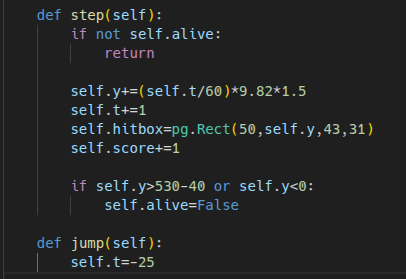 def step(self):
    if not self.alive:
        return

    self.y+=(self.t/60)*9.82*1.5
    self.t+=1
    self.hitbox=pg.Rect(50,self.y,43,31)
    self.score+=1

    if self.y>530-40 or self.y<0:
        self.alive=False

def jump(self):
    self.t=-25